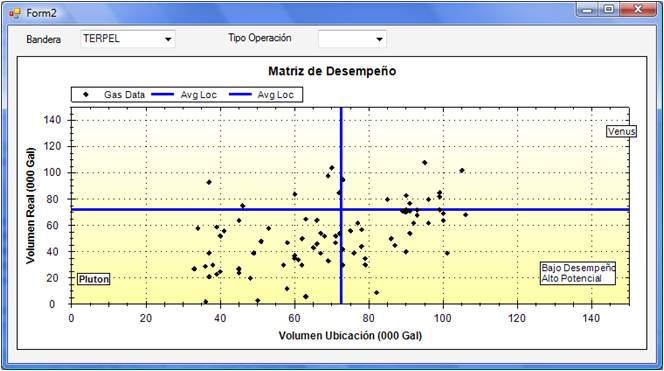 Form2
Bandera TERPEL Tipo Operación
Matriz de Desempeño
Gas Data Avg Loc Avg Loc
Venus
Bajo Desempeño
Alto Potencial
Pluton
Volumen Real (000 Gal)
140
120
100
80
60
40
20
0
0 20 40 60 80 100 120 140
Volumen Ubicación (000 Gal)